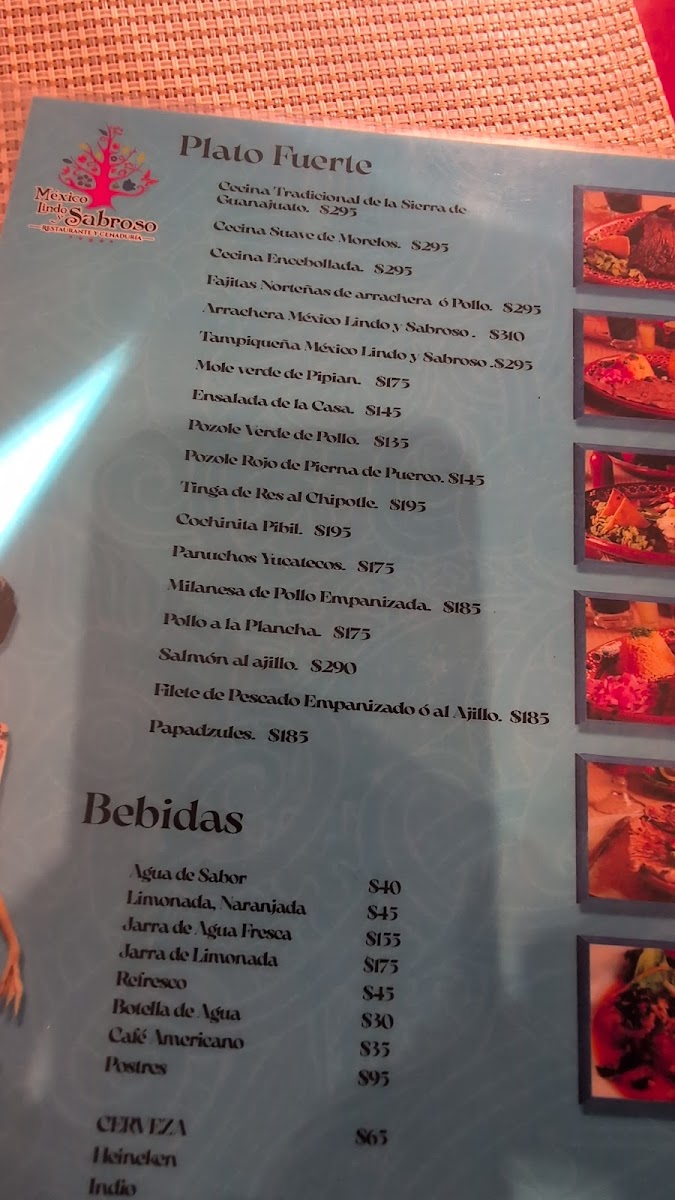 México
lindo
y Sabroso
RESTAURANTE Y CENADURÍA
Plato Fuerte
Cecina Tradicional de la Sierra de
Guanajuato. $295
Cecina Suave de Morelos. $295
Cecina Encebollada. $295
Fajitas Norteñas de arrachera ó Pollo. $295
Arrachera México Lindo y Sabroso. $310
Tampiqueña México Lindo y Sabroso.$295
Mole verde de Pipian. $175
Ensalada de la Casa. $145
Pozole Verde de Pollo. $135
Pozole Rojo de Pierna de Puerco. $145
Tinga de Res al Chipotle. $195
Cochinita Pibil. $195
Panuchos Yucatecos. $175
Milanesa de Pollo Empanizada. $185
Pollo a la Plancha. $175
Salmón al ajillo. $290
Filete de Pescado Empanizado ó al Ajillo. $185
Papadzules. $185
Bebidas
Agua de Sabor $40
Limonada, Naranjada $45
Jarra de Agua Fresca $155
Jarra de Limonada $175
Refresco $45
Botella de Agua $30
Café Americano $35
Postres $95
CERVEZA $65
Heineken
Indio